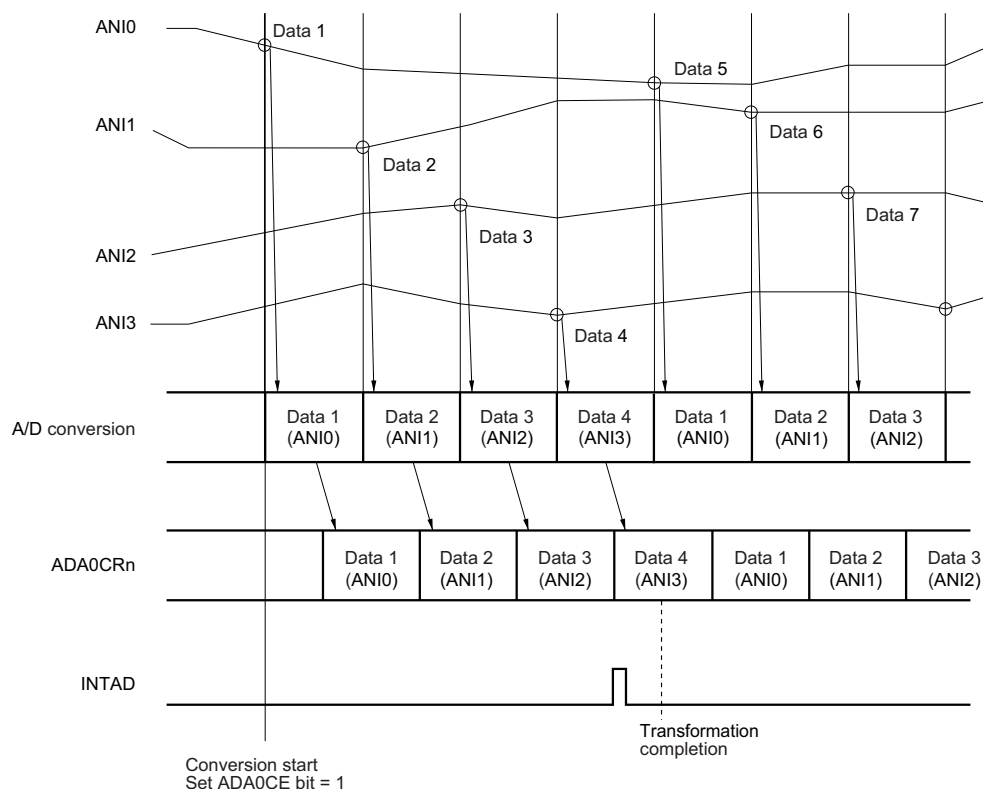 ANI0
Data 1
Data 5
ANI1
Data 6
Data 2
Data 7
Data 3
ANI2
ANI3
Data 4
A/D conversion
Data 1
(ANI0)
Data 2
(ANI1)
Data 3
(ANI2)
Data 4
(ANI3)
Data 1
(ANI0)
Data 2
(ANI1)
Data 3
(ANI2)
ADA0CRn
Data 1
(ANI0)
Data 2
(ANI1)
Data 3
(ANI2)
Data 4
(ANI3)
Data 1
(ANI0)
Data 2
(ANI1)
Data 3
(ANI2)
INTAD
Transformation
completion
Conversion start
Set ADA0CE bit = 1